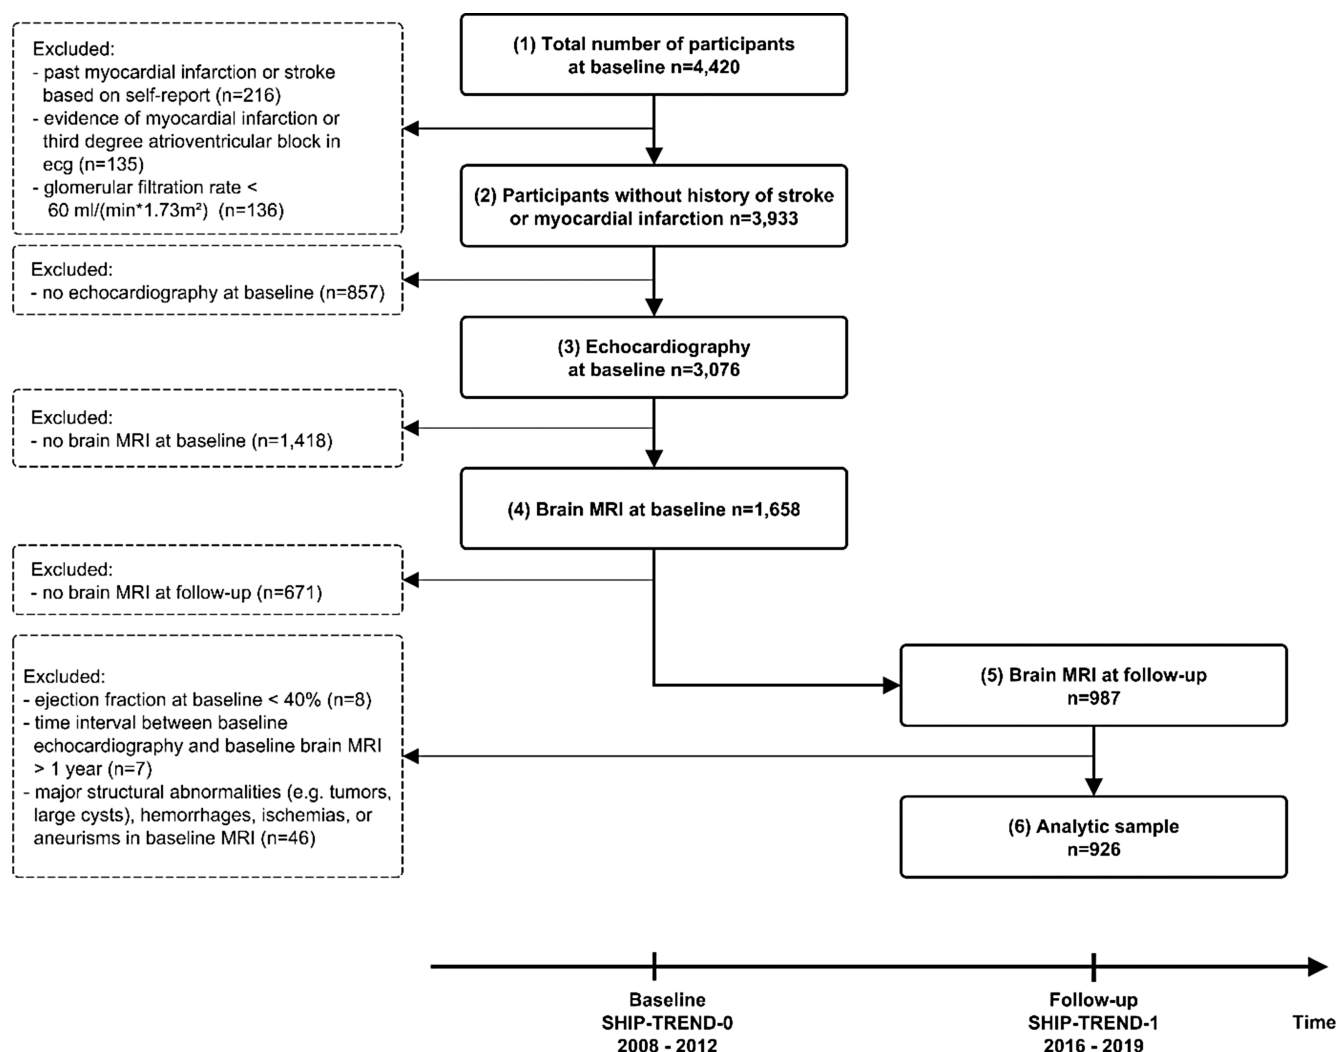 (1) Total number of participants
at baseline n=4,420
Excluded:
- past myocardial infarction or stroke
based on self-report (n=216)
- evidence of myocardial infarction or
third degree atrioventricular block in
ecg (n=135)
- glomerular filtration rate <
60 ml/(min*1.73m²) (n=136)
(2) Participants without history of stroke
or myocardial infarction n=3,933
Excluded:
- no echocardiography at baseline (n=857)
(3) Echocardiography
at baseline n=3,076
Excluded:
- no brain MRI at baseline (n=1,418)
(4) Brain MRI at baseline n=1,658
Excluded:
- no brain MRI at follow-up (n=671)
(5) Brain MRI at follow-up
n=987
Excluded:
- ejection fraction at baseline < 40% (n=8)
- time interval between baseline
echocardiography and baseline brain MRI
> 1 year (n=7)
- major structural abnormalities (e.g. tumors,
large cysts), hemorrhages, ischemias, or
aneurisms in baseline MRI (n=46)
(6) Analytic sample
n=926
Baseline
SHIP-TREND-0
2008 - 2012
Follow-up
SHIP-TREND-1
2016 - 2019
Time